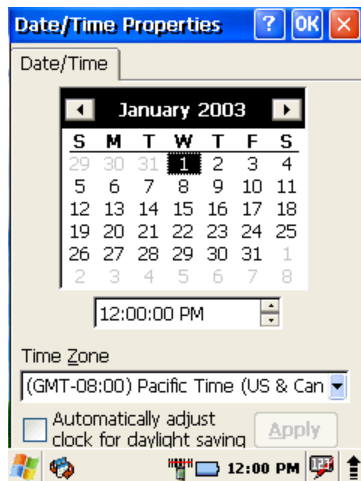 Date/Time Properties ? OK
Date/Time
January 2003
S M T W T F S
29 30 31 1 2 3 4
5 6 7 8 9 10 11
12 13 14 15 16 17 18
19 20 21 22 23 24 25
26 27 28 29 30 31 1
2 3 4 5 6 7 8
12:00:00 PM
Time Zone
(GMT-08:00) Pacific Time (US & Can
Automatically adjust
clock for daylight saving
Apply
12:00 PM